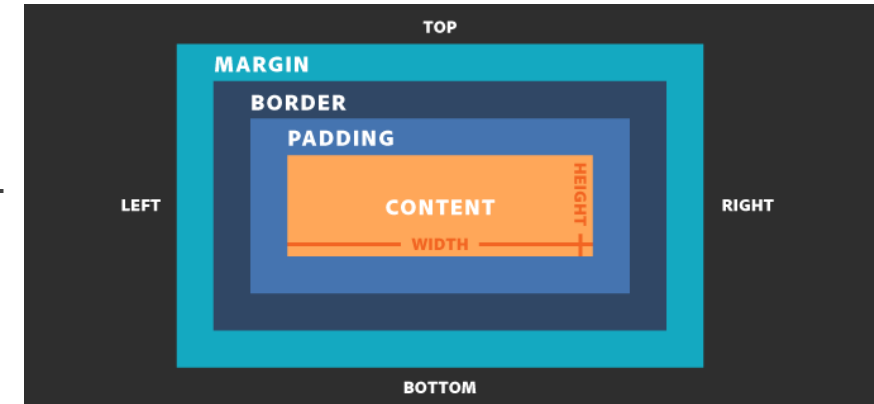 TOP
MARGIN
BORDER
PADDING
HEIGHT
LEFT
CONTENT
RIGHT
WIDTH
BOTTOM